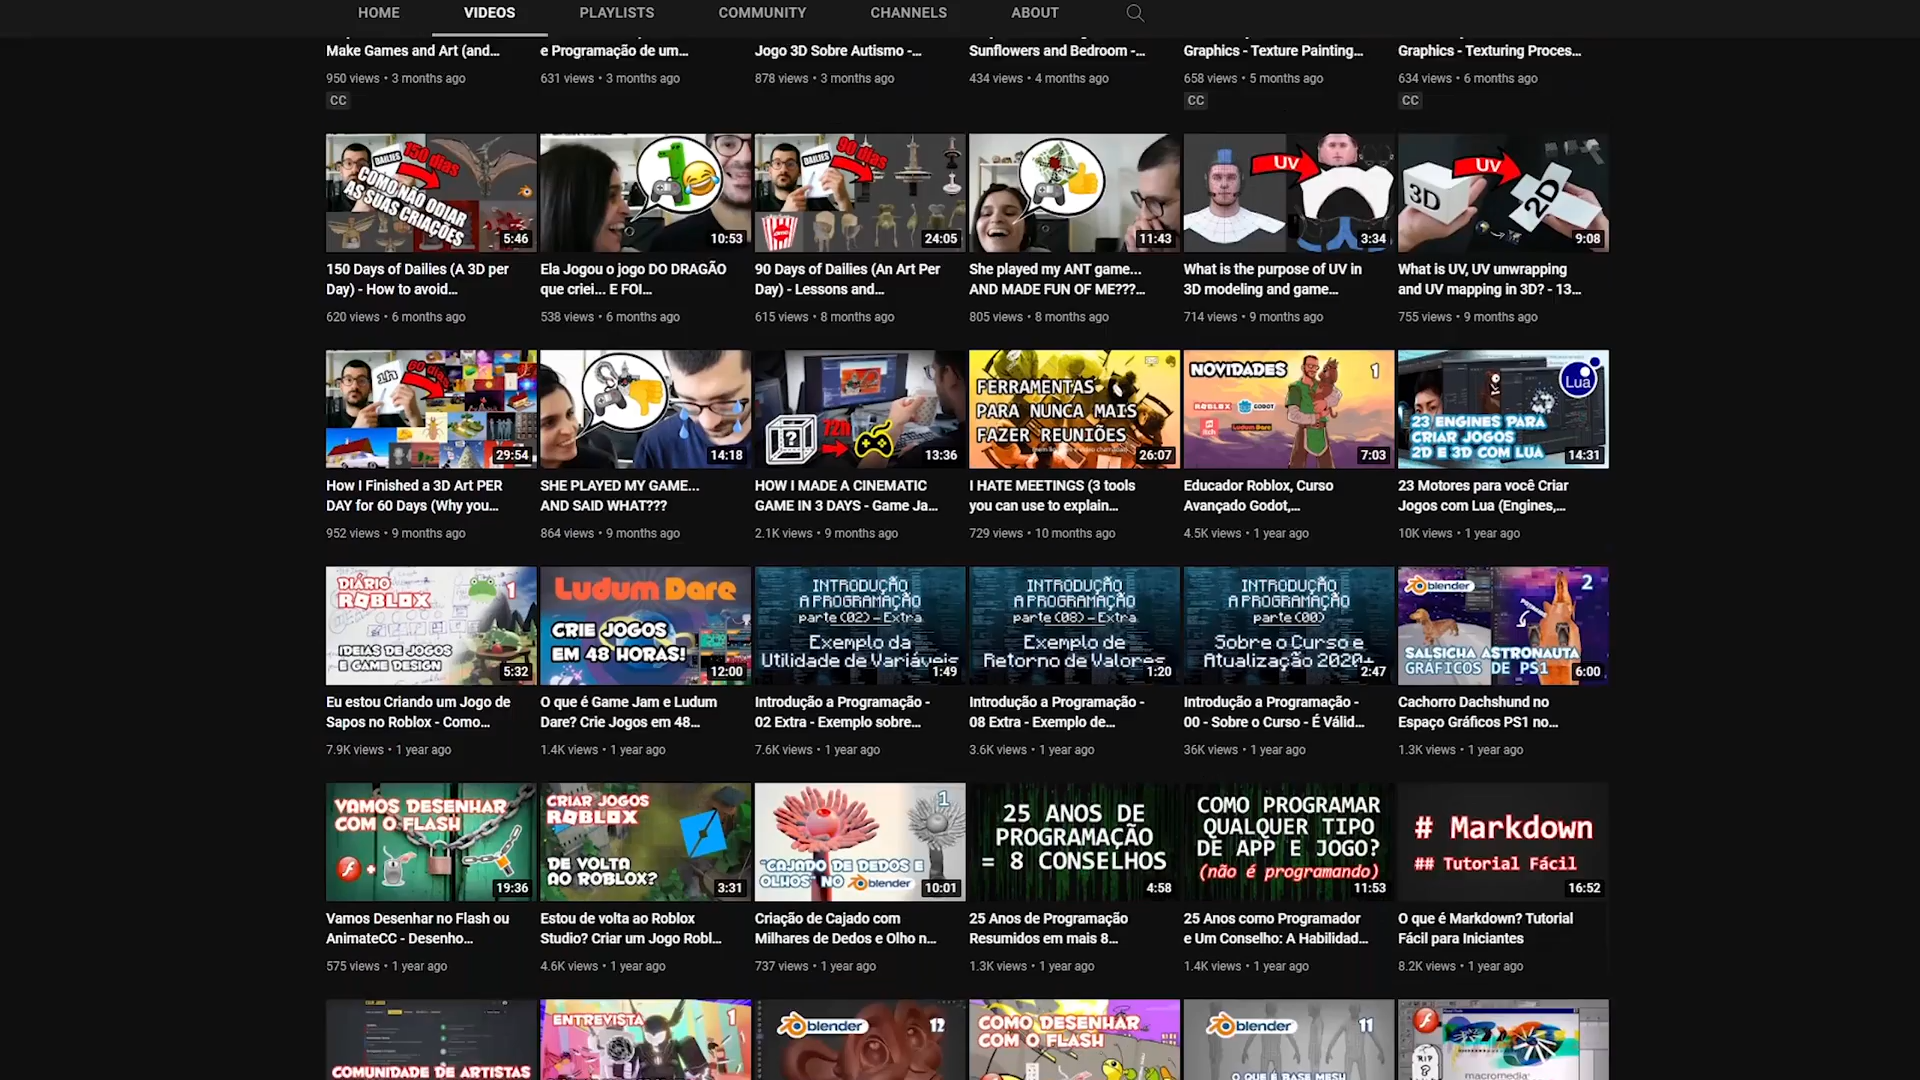 HOME VIDEOS PLAYLISTS COMMUNITY CHANNELS ABOUT
Make Games and Art (and...
950 views • 3 months ago
CC
e Programação de um...
631 views • 3 months ago
Jogo 3D Sobre Autismo -...
878 views • 3 months ago
Sunflowers and Bedroom -...
434 views • 4 months ago
Graphics - Texture Painting...
658 views • 5 months ago
CC
Graphics - Texturing Proces...
634 views • 6 months ago
CC
DAILIES 150 dias
COMO NÃO ODIAR
AS SUAS CRIAÇÕES
5:46
150 Days of Dailies (A 3D per
Day) - How to avoid...
620 views • 6 months ago
10:53
Ela Jogou o jogo DO DRAGÃO
que criei... E FOI...
538 views • 6 months ago
DAILIES 90 dias
24:05
90 Days of Dailies (An Art Per
Day) - Lessons and...
615 views • 8 months ago
11:43
She played my ANT game...
AND MADE FUN OF ME???...
805 views • 8 months ago
UV
3:34
What is the purpose of UV in
3D modeling and game...
714 views • 9 months ago
3D UV 2D
9:08
What is UV, UV unwrapping
and UV mapping in 3D? - 13...
755 views • 9 months ago
1h 60 dias
29:54
How I Finished a 3D Art PER
DAY for 60 Days (Why you...
952 views • 9 months ago
14:18
SHE PLAYED MY GAME...
AND SAID WHAT???
864 views • 9 months ago
? 72h
13:36
HOW I MADE A CINEMATIC
GAME IN 3 DAYS - Game Ja...
2.1K views • 9 months ago
FERRAMENTAS
PARA NUNCA MAIS
FAZER REUNIÕES
26:07
I HATE MEETINGS (3 tools
you can use to explain...
729 views • 10 months ago
NOVIDADES 1
ROBLOX GODOT
itch Ludum Dare
7:03
Educador Roblox, Curso
Avançado Godot,...
4.5K views • 1 year ago
Lua
23 ENGINES PARA
CRIAR JOGOS
2D E 3D COM LUA
14:31
23 Motores para você Criar
Jogos com Lua (Engines,...
10K views • 1 year ago
DIÁRIO
ROBLOX 1
IDEIAS DE JOGOS
E GAME DESIGN
5:32
Eu estou Criando um Jogo de
Sapos no Roblox - Como...
7.9K views • 1 year ago
Ludum Dare
CRIE JOGOS
EM 48 HORAS!
12:00
O que é Game Jam e Ludum
Dare? Crie Jogos em 48...
1.4K views • 1 year ago
INTRODUÇÃO
A PROGRAMAÇÃO
parte (02) - Extra
Exemplo da
Utilidade de Variáveis
1:49
Introdução a Programação -
02 Extra - Exemplo sobre...
7.6K views • 1 year ago
INTRODUÇÃO
A PROGRAMAÇÃO
parte (08) - Extra
Exemplo de
Retorno de Valores
1:20
Introdução a Programação -
08 Extra - Exemplo de...
3.6K views • 1 year ago
INTRODUÇÃO
A PROGRAMAÇÃO
parte (00)
Sobre o Curso e
Atualização 2020+
2:47
Introdução a Programação -
00 - Sobre o Curso - É Válid...
36K views • 1 year ago
blender 2
SALSICHA ASTRONAUTA
GRÁFICOS DE PS1
6:00
Cachorro Dachshund no
Espaço Gráficos PS1 no...
1.3K views • 1 year ago
VAMOS DESENHAR
COM O FLASH
19:36
Vamos Desenhar no Flash ou
AnimateCC - Desenho...
575 views • 1 year ago
CRIAR JOGOS
ROBLOX
DE VOLTA
AO ROBLOX?
3:31
Estou de volta ao Roblox
Studio? Criar um Jogo Robl...
4.6K views • 1 year ago
1
"CAJADO DE DEDOS E
OLHOS" NO blender
10:01
Criação de Cajado com
Milhares de Dedos e Olho n...
737 views • 1 year ago
25 ANOS DE
PROGRAMAÇÃO
= 8 CONSELHOS
4:58
25 Anos de Programação
Resumidos em mais 8...
1.3K views • 1 year ago
COMO PROGRAMAR
QUALQUER TIPO
DE APP E JOGO?
(não é programando)
11:53
25 Anos como Programador
e Um Conselho: A Habilidad...
1.4K views • 1 year ago
# Markdown
## Tutorial Fácil
16:52
O que é Markdown? Tutorial
Fácil para Iniciantes
8.2K views • 1 year ago
COMUNIDADE DE ARTISTAS
ENTREVISTA 1
blender 12
COMO DESENHAR
COM O FLASH
blender 11
O QUE É BASE MESH
RIP
macromedia